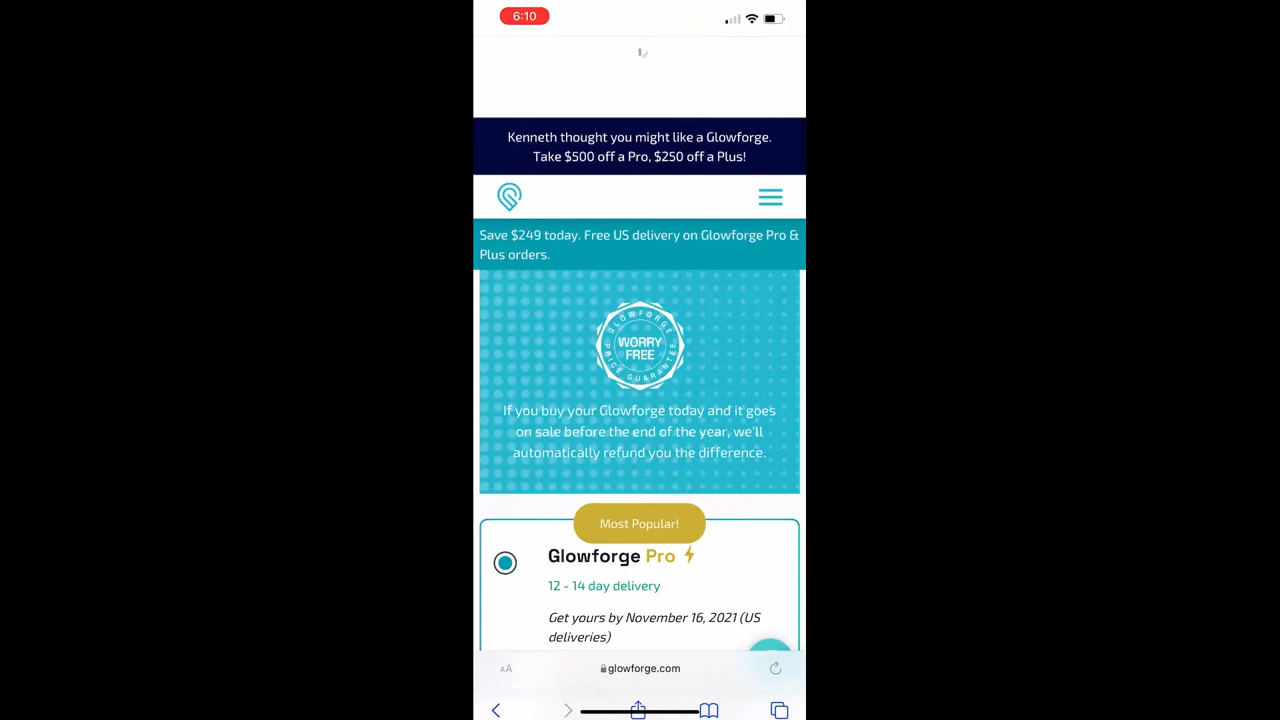 6:10
Kenneth thought you might like a Glowforge.
Take $500 off a Pro, $250 off a Plus!
Save $249 today. Free US delivery on Glowforge Pro &
Plus orders.
GLOWFORGE
WORRY
FREE
PRICE GUARANTEE
If you buy your Glowforge today and it goes
on sale before the end of the year, we'll
automatically refund you the difference.
Most Popular!
Glowforge Pro
12 - 14 day delivery
Get yours by November 16, 2021 (US
deliveries)
AA
glowforge.com